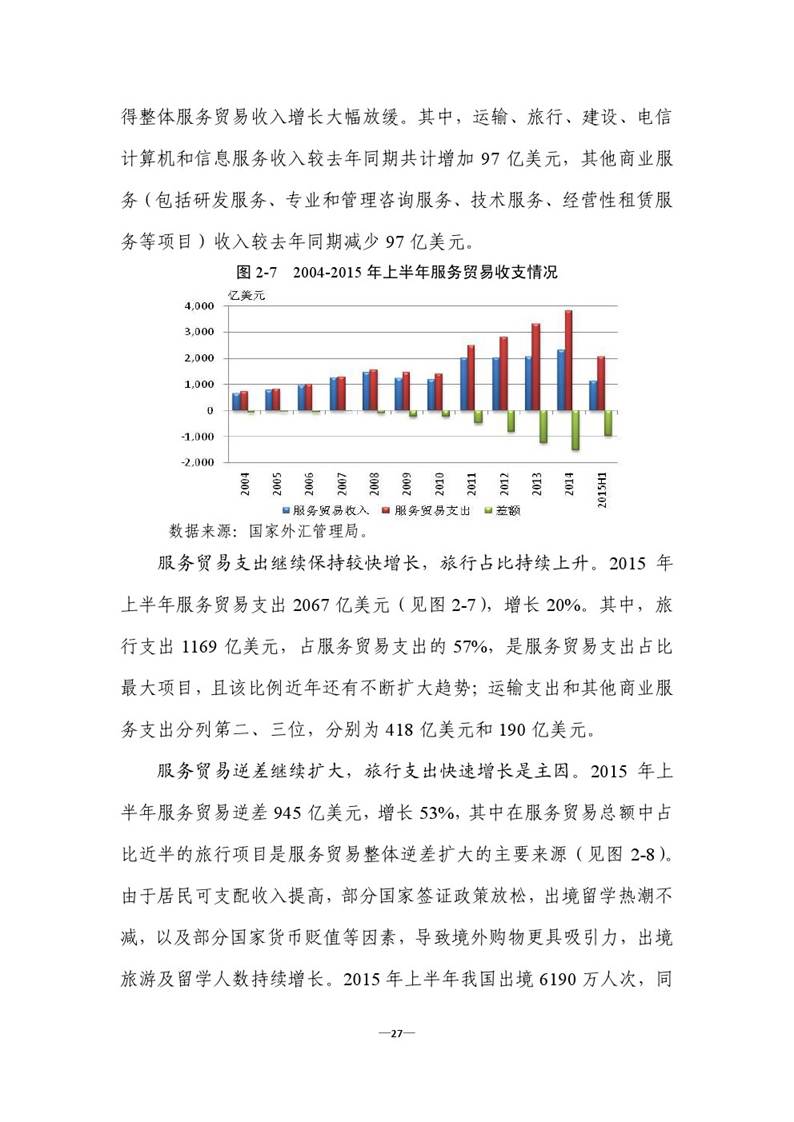 得整体服务贸易收入增长大幅放缓。其中，运输、旅行、建设、电信
计算机和信息服务收入较去年同期共计增加 97 亿美元，其他商业服
务（包括研发服务、专业和管理咨询服务、技术服务、经营性租赁服
务等项目）收入较去年同期减少 97 亿美元。
图 2-7 2004-2015 年上半年服务贸易收支情况
亿美元
4,000
3,000
2,000
1,000
0
-1,000
-2,000
2004 2005 2006 2007 2008 2009 2010 2011 2012 2013 2014 2015H1
服务贸易收入 服务贸易支出 差额
数据来源：国家外汇管理局。
服务贸易支出继续保持较快增长，旅行占比持续上升。2015 年
上半年服务贸易支出 2067 亿美元（见图 2-7），增长 20%。其中，旅
行支出 1169 亿美元，占服务贸易支出的 57%，是服务贸易支出占比
最大项目，且该比例近年还有不断扩大趋势；运输支出和其他商业服
务支出分列第二、三位，分别为 418 亿美元和 190 亿美元。
服务贸易逆差继续扩大，旅行支出快速增长是主因。2015 年上
半年服务贸易逆差 945 亿美元，增长 53%，其中在服务贸易总额中占
比近半的旅行项目是服务贸易整体逆差扩大的主要来源（见图 2-8）。
由于居民可支配收入提高，部分国家签证政策放松，出境留学热潮不
减，以及部分国家货币贬值等因素，导致境外购物更具吸引力，出境
旅游及留学人数持续增长。2015 年上半年我国出境 6190 万人次，同
—27—